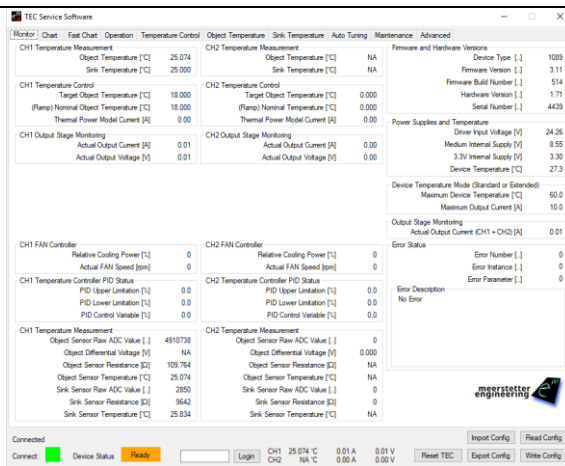 TEC Service Software
Monitor Chart Fast Chart Operation Temperature Control Object Temperature Sink Temperature Auto Tuning Maintenance Advanced
CH1 Temperature Measurement
Object Temperature [°C] 25.074
Sink Temperature [°C] 25.000
CH1 Temperature Control
Target Object Temperature [°C] 18.000
(Ramp) Nominal Object Temperature [°C] 18.000
Thermal Power Model Current [A] 0.00
CH1 Output Stage Monitoring
Actual Output Current [A] 0.01
Actual Output Voltage [V] 0.01
CH1 FAN Controller
Relative Cooling Power [%] 0
Actual FAN Speed [rpm] 0
CH1 Temperature Controller PID Status
PID Upper Limitation [%] 0.0
PID Lower Limitation [%] 0.0
PID Control Variable [%] 0.0
CH1 Temperature Measurement
Object Sensor Raw ADC Value [..] 4910738
Object Differential Voltage [V] NA
Object Sensor Resistance [Ω] 109.764
Object Sensor Temperature [°C] 25.074
Sink Sensor Raw ADC Value [..] 2850
Sink Sensor Resistance [Ω] 9642
Sink Sensor Temperature [°C] 25.834
CH2 Temperature Measurement
Object Temperature [°C] NA
Sink Temperature [°C] NA
CH2 Temperature Control
Target Object Temperature [°C] 0.000
(Ramp) Nominal Object Temperature [°C] 0.000
Thermal Power Model Current [A] 0.00
CH2 Output Stage Monitoring
Actual Output Current [A] 0.00
Actual Output Voltage [V] 0.00
CH2 FAN Controller
Relative Cooling Power [%] 0
Actual FAN Speed [rpm] 0
CH2 Temperature Controller PID Status
PID Upper Limitation [%] 0.0
PID Lower Limitation [%] 0.0
PID Control Variable [%] 0.0
CH2 Temperature Measurement
Object Sensor Raw ADC Value [..] 0
Object Differential Voltage [V] 0.000
Object Sensor Resistance [Ω] NA
Object Sensor Temperature [°C] NA
Sink Sensor Raw ADC Value [..] 0
Sink Sensor Resistance [Ω] 0
Sink Sensor Temperature [°C] NA
Firmware and Hardware Versions
Device Type [..] 1089
Firmware Version [..] 3.11
Firmware Build Number [..] 514
Hardware Version [..] 1.71
Serial Number [..] 4439
Power Supplies and Temperature
Driver Input Voltage [V] 24.26
Medium Internal Supply [V] 8.55
3.3V Internal Supply [V] 3.30
Device Temperature [°C] 27.3
Device Temperature Mode (Standard or Extended)
Maximum Device Temperature [°C] 60.0
Maximum Output Current [A] 10.0
Output Stage Monitoring
Actual Output Current (CH1 + CH2) [A] 0.01
Error Status
Error Number [..] 0
Error Instance [..] 0
Error Parameter [..] 0
Error Description
No Error
meerstetter
engineering
Connected
Import Config Read Config
Connect: Device Status Ready Login CH1 25.074 °C 0.01 A 0.01 V Reset TEC Export Config Write Config
CH2 NA °C 0.00 A 0.00 V